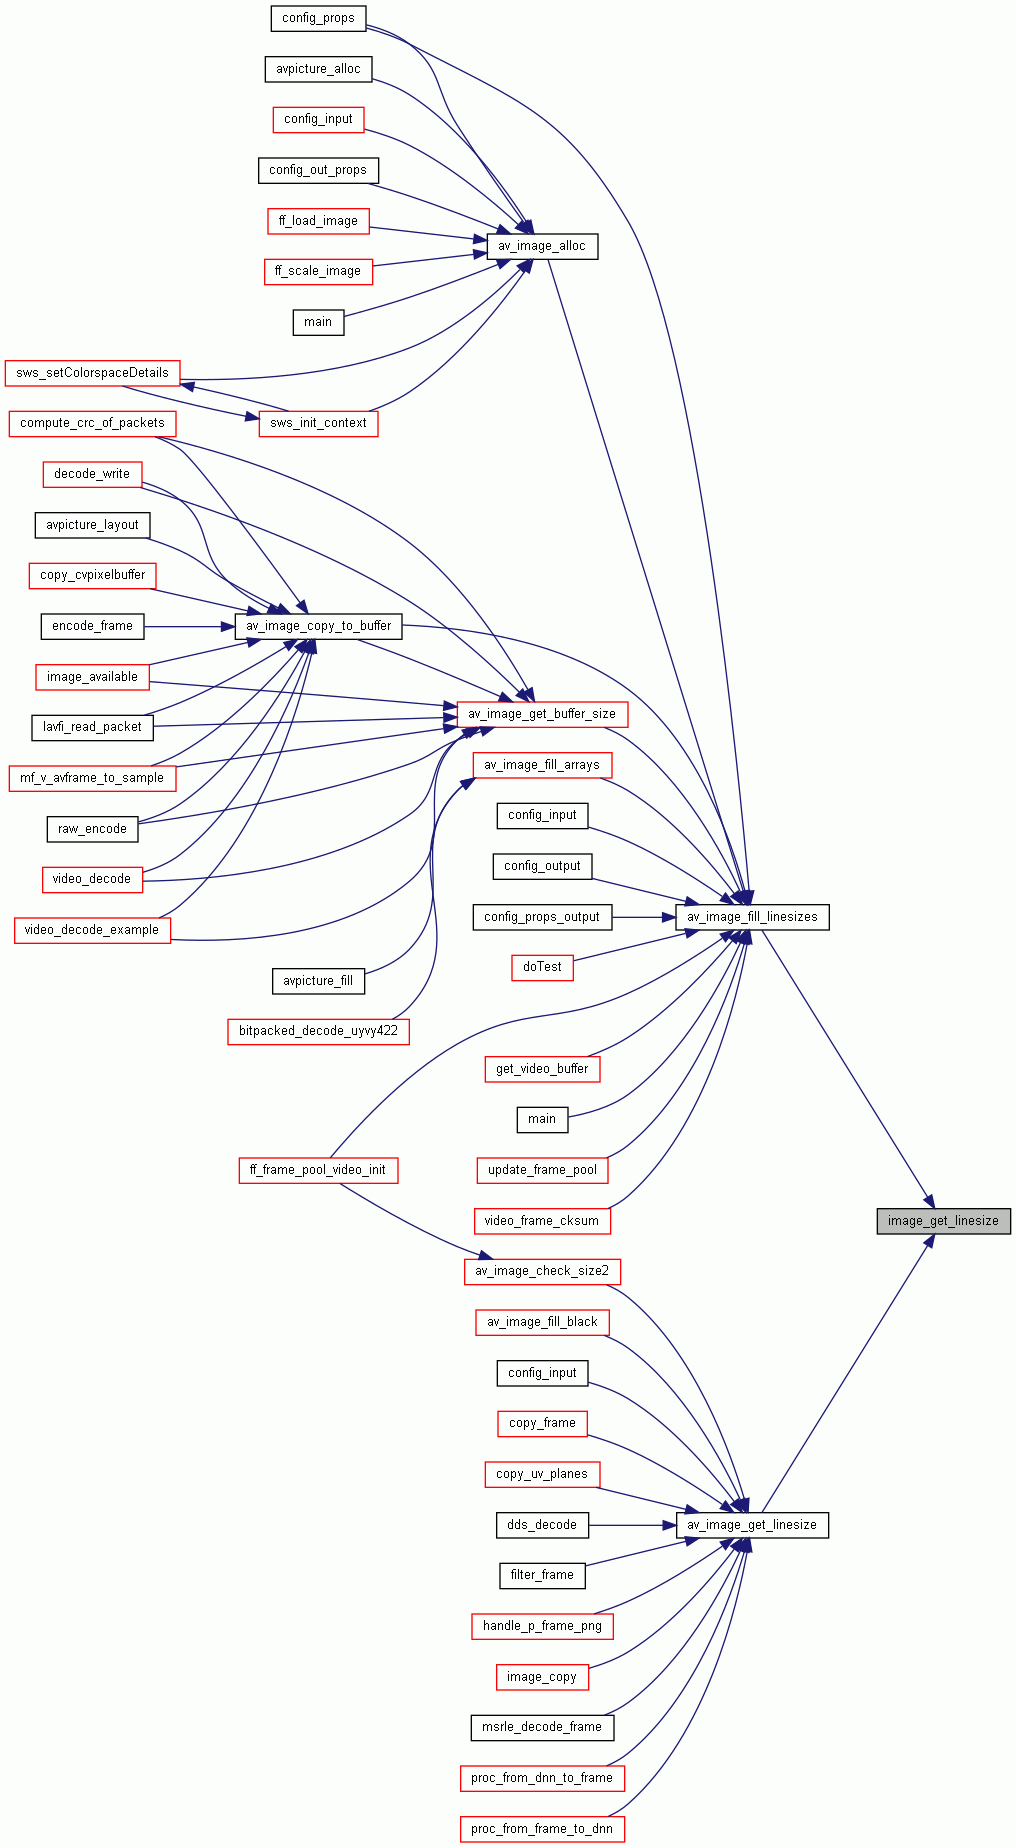 config_props
avpicture_alloc
config_input
config_out_props
ff_load_image
av_image_alloc
ff_scale_image
main
sws_setColorspaceDetails
compute_crc_of_packets
sws_init_context
decode_write
avpicture_layout
copy_cvpixelbuffer
encode_frame
av_image_copy_to_buffer
image_available
lavfi_read_packet
av_image_get_buffer_size
mf_v_avframe_to_sample
av_image_fill_arrays
raw_encode
config_input
video_decode
config_output
video_decode_example
config_props_output
av_image_fill_linesizes
avpicture_fill
doTest
bitpacked_decode_uyvy422
get_video_buffer
main
ff_frame_pool_video_init
update_frame_pool
video_frame_cksum
image_get_linesize
av_image_check_size2
av_image_fill_black
config_input
copy_frame
copy_uv_planes
dds_decode
av_image_get_linesize
filter_frame
handle_p_frame_png
image_copy
msrle_decode_frame
proc_from_dnn_to_frame
proc_from_frame_to_dnn